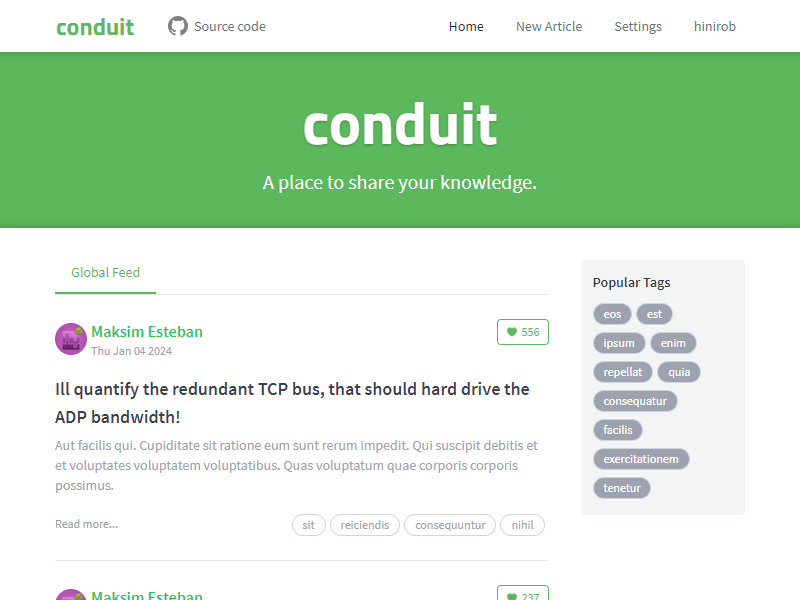 conduit
Source code
Home
New Article
Settings
hinirob
conduit
A place to share your knowledge.
Global Feed
Maksim Esteban
Thu Jan 04 2024
556
Ill quantify the redundant TCP bus, that should hard drive the
ADP bandwidth!
Aut facilis qui. Cupiditate sit ratione eum sunt rerum impedit. Qui suscipit debitis et
et voluptates voluptatem voluptatibus. Quas voluptatum quae corporis corporis
possimus.
Read more...
sit
reiciendis
consequuntur
nihil
Maksim Esteban
237
Popular Tags
eos
est
ipsum
enim
repellat
quia
consequatur
facilis
exercitationem
tenetur